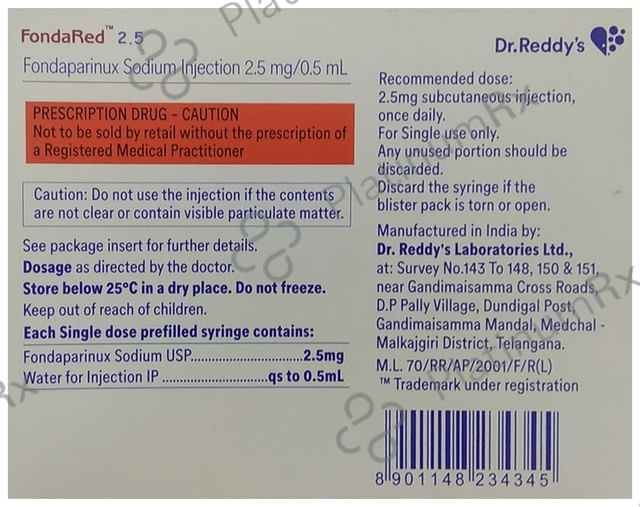 FondaRed™ 2.5
Fondaparinux Sodium Injection 2.5 mg/0.5 mL
PRESCRIPTION DRUG – CAUTION
Not to be sold by retail without the prescription of
a Registered Medical Practitioner
Caution: Do not use the injection if the contents
are not clear or contain visible particulate matter.
See package insert for further details.
Dosage as directed by the doctor.
Store below 25°C in a dry place. Do not freeze.
Keep out of reach of children.
Each Single dose prefilled syringe contains:
Fondaparinux Sodium USP..............................2.5mg
Water for Injection IP ............................qs to 0.5mL
Dr.Reddy's
Recommended dose:
2.5mg subcutaneous injection,
once daily.
For Single use only.
Any unused portion should be
discarded.
Discard the syringe if the
blister pack is torn or open.
Manufactured in India by:
Dr. Reddy's Laboratories Ltd.,
at: Survey No.143 To 148, 150 & 151,
near Gandimaisamma Cross Roads,
D.P Pally Village, Dundigal Post,
Gandimaisamma Mandal, Medchal -
Malkajgiri District, Telangana.
M.L. 70/RR/AP/2001/F/R(L)
™ Trademark under registration
8 901148 234345
PlatinumRx
PlatinumRx